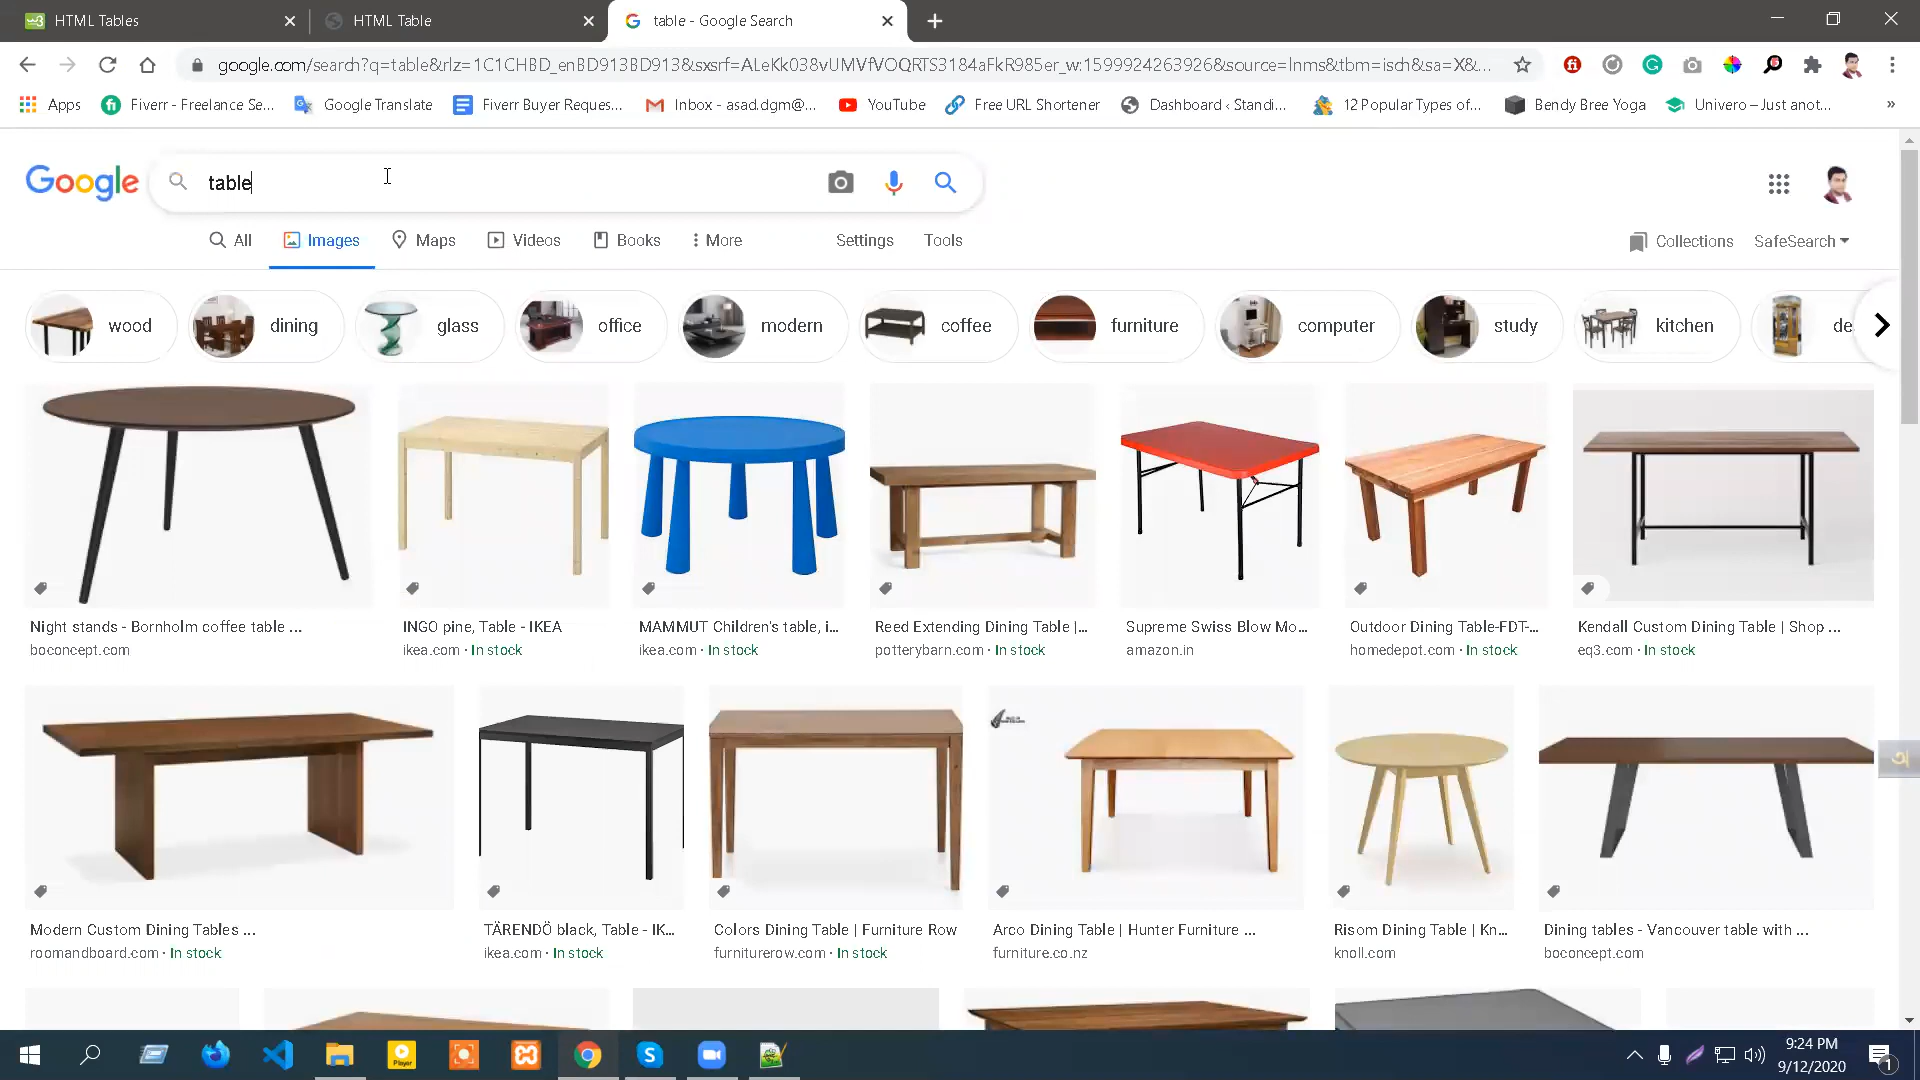 HTML Tables
HTML Table
table - Google Search
google.com/search?q=table&rlz=1C1CHBD_enBD913BD913&sxsrf=ALeKk038vUMVfVOQRTS3184aFkR985er_w:1599924263926&source=lnms&tbm=isch&sa=X&...
Apps
Fiverr - Freelance Se...
Google Translate
Fiverr Buyer Reques...
Inbox - asad.dgm@...
YouTube
Free URL Shortener
Dashboard ‹ Standi...
12 Popular Types of...
Bendy Bree Yoga
Univero – Just anot...
»
Google
table
All
Images
Maps
Videos
Books
More
Settings
Tools
Collections
SafeSearch
wood
dining
glass
office
modern
coffee
furniture
computer
study
kitchen
de
Night stands - Bornholm coffee table ...
boconcept.com
INGO pine, Table - IKEA
ikea.com · In stock
MAMMUT Children's table, i...
ikea.com · In stock
Reed Extending Dining Table |...
potterybarn.com · In stock
Supreme Swiss Blow Mo...
amazon.in
Outdoor Dining Table-FDT-...
homedepot.com · In stock
Kendall Custom Dining Table | Shop ...
eq3.com · In stock
Modern Custom Dining Tables ...
roomandboard.com · In stock
TÄRENDÖ black, Table - IK...
ikea.com · In stock
Colors Dining Table | Furniture Row
furniturerow.com · In stock
Arco Dining Table | Hunter Furniture ...
furniture.co.nz
Risom Dining Table | Kn...
knoll.com
Dining tables - Vancouver table with ...
boconcept.com
অ
Player
9:24 PM
9/12/2020
1